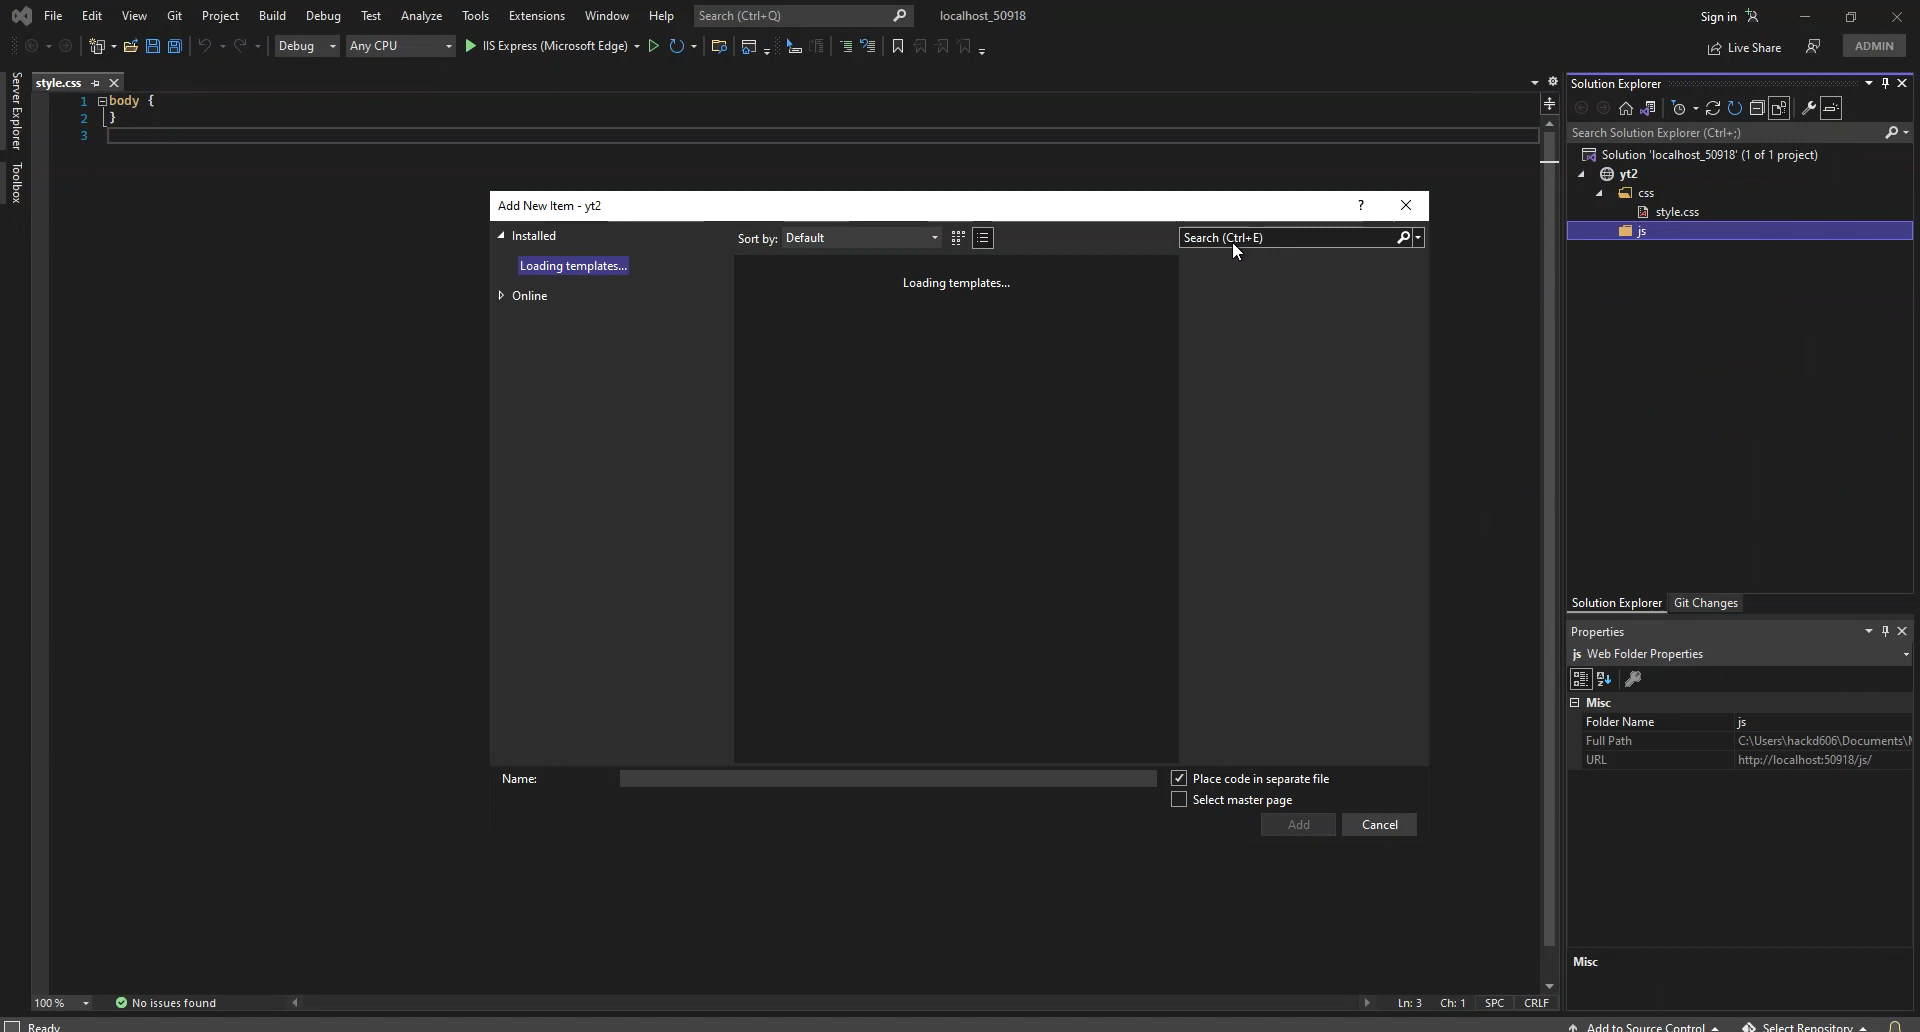 File Edit View Git Project Build Debug Test Analyze Tools Extensions Window Help Search (Ctrl+Q) localhost_50918 Sign in
Debug Any CPU IIS Express (Microsoft Edge) Live Share ADMIN
Server Explorer
Toolbox
style.css
1 body {
2 }
3
Add New Item - yt2 ?
Installed
Loading templates...
Online
Sort by: Default
Search (Ctrl+E)
Loading templates...
Name:
Place code in separate file
Select master page
Add Cancel
100 % No issues found Ln: 3 Ch: 1 SPC CRLF
Solution Explorer
Search Solution Explorer (Ctrl+;)
Solution 'localhost_50918' (1 of 1 project)
yt2
css
style.css
js
Solution Explorer Git Changes
Properties
js Web Folder Properties
Misc
Folder Name js
Full Path C:\Users\hackd606\Documents\
URL http://localhost:50918/js/
Misc
Ready Add to Source Control Select Repository